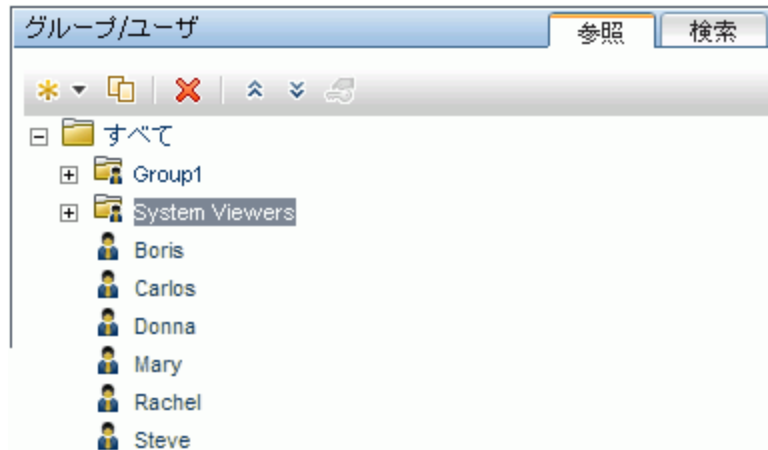 グループ/ユーザ
参照
検索
すべて
Group1
System Viewers
Boris
Carlos
Donna
Mary
Rachel
Steve